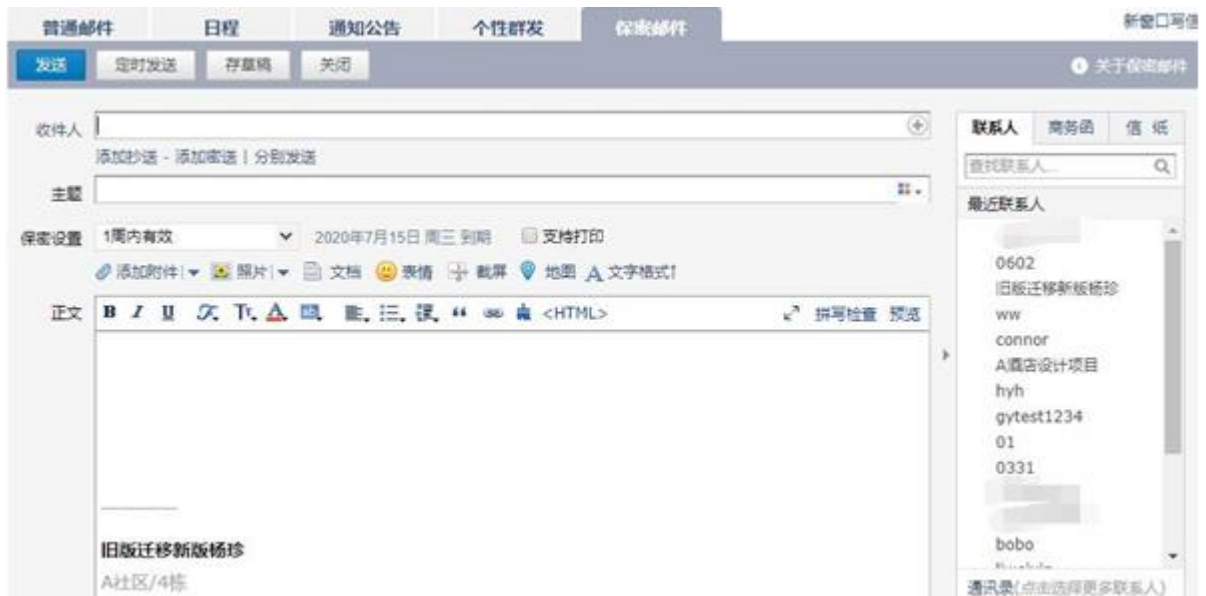 普通邮件 日程 通知公告 个性群发 保密邮件 新窗口写信
发送 定时发送 存草稿 关闭 关于保密邮件
收件人
添加抄送 - 添加密送 | 分别发送
主题
保密设置 1周内有效 2020年7月15日 周三 到期 支持打印
添加附件 | 照片 | 文档 表情 截屏 地图 A 文字格式↑
正文 B I U <HTML> 拼写检查 预览
旧版迁移新版杨珍
A社区/4栋
联系人 商务函 信 纸
查找联系人...
最近联系人
0602
旧版迁移新版杨珍
ww
connor
A酒店设计项目
hyh
gytest1234
01
0331
bobo
通讯录(点击选择更多联系人)